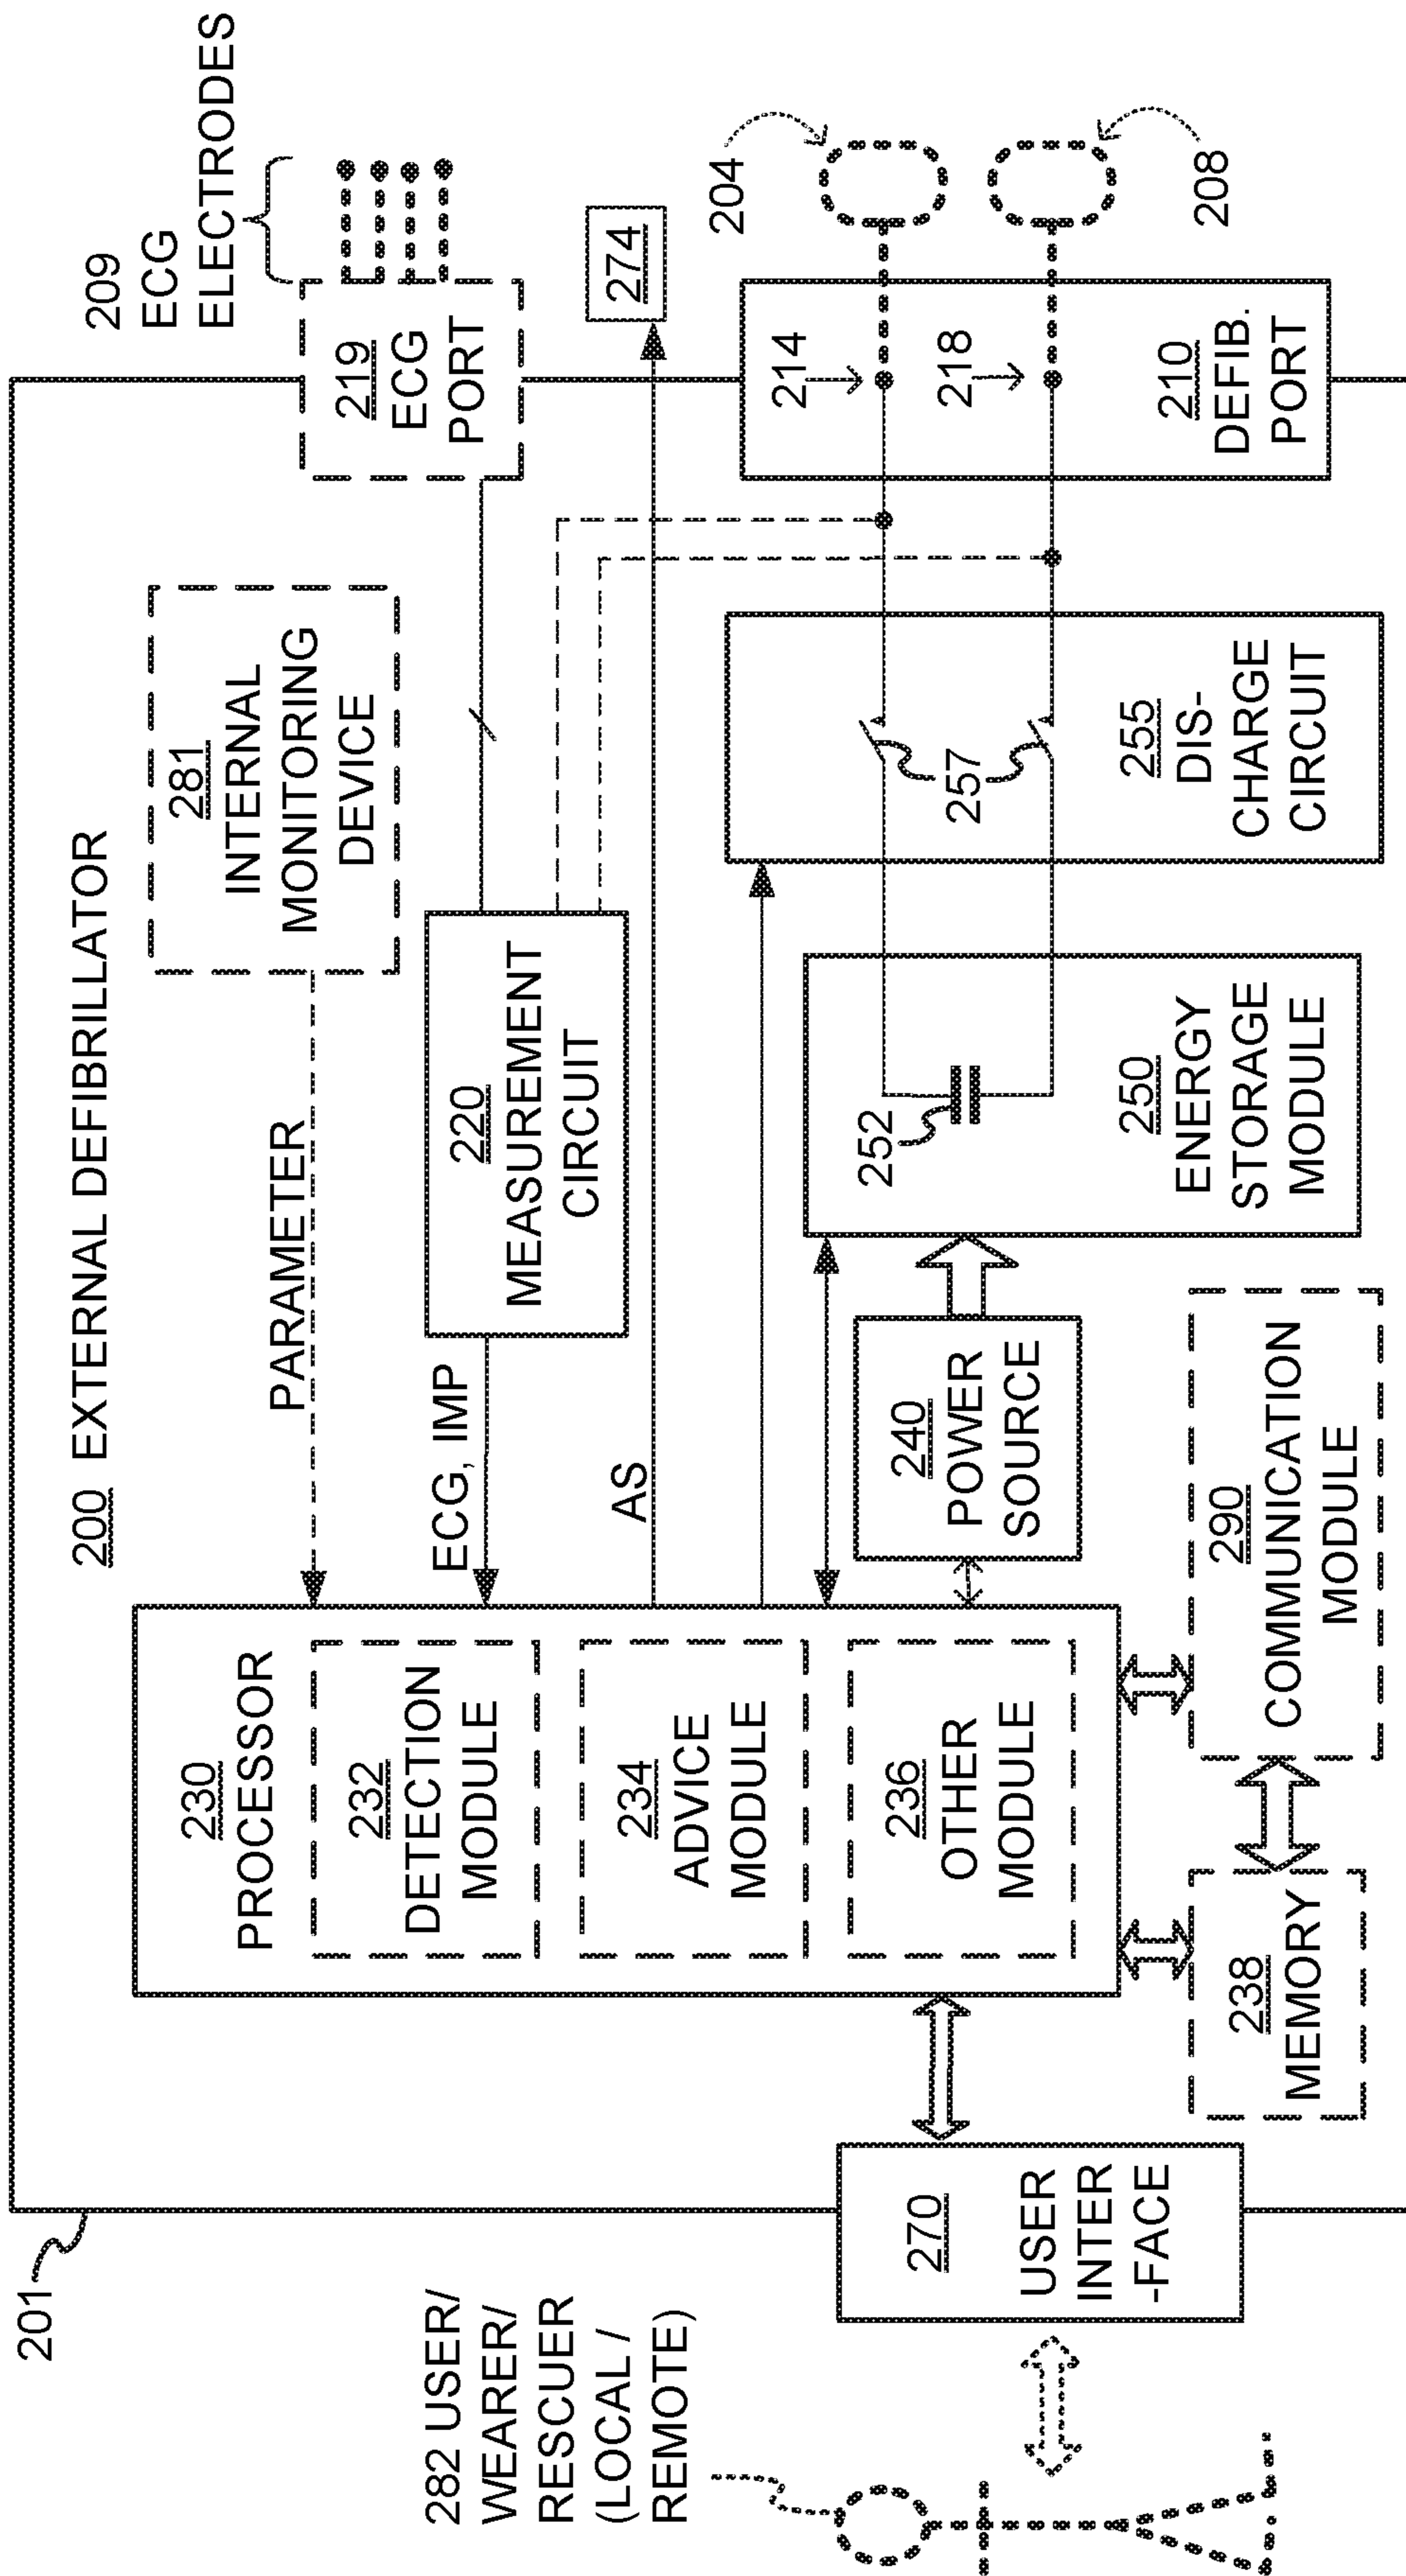 201
200 EXTERNAL DEFIBRILLATOR
209
ECG
ELECTRODES
282 USER/
WEARER/
RESCUER
(LOCAL /
REMOTE)
270
USER
INTER
-FACE
230
PROCESSOR
232
DETECTION
MODULE
234
ADVICE
MODULE
236
OTHER
MODULE
238
MEMORY
290
COMMUNICATION
MODULE
PARAMETER
ECG, IMP
AS
281
INTERNAL
MONITORING
DEVICE
220
MEASUREMENT
CIRCUIT
240
POWER
SOURCE
252
250
ENERGY
STORAGE
MODULE
257
255
DIS-
CHARGE
CIRCUIT
219
ECG
PORT
274
214
218
210
DEFIB.
PORT
204
208